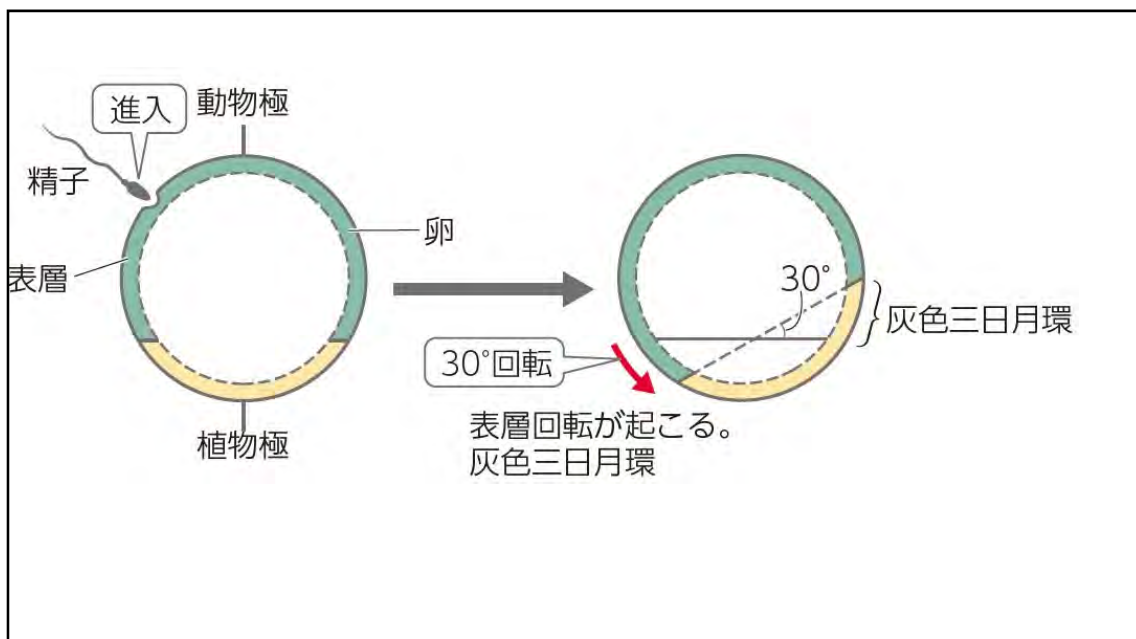 進入
動物極
精子
卵
表層
植物極
30°
灰色三日月環
30°回転
表層回転が起こる。
灰色三日月環